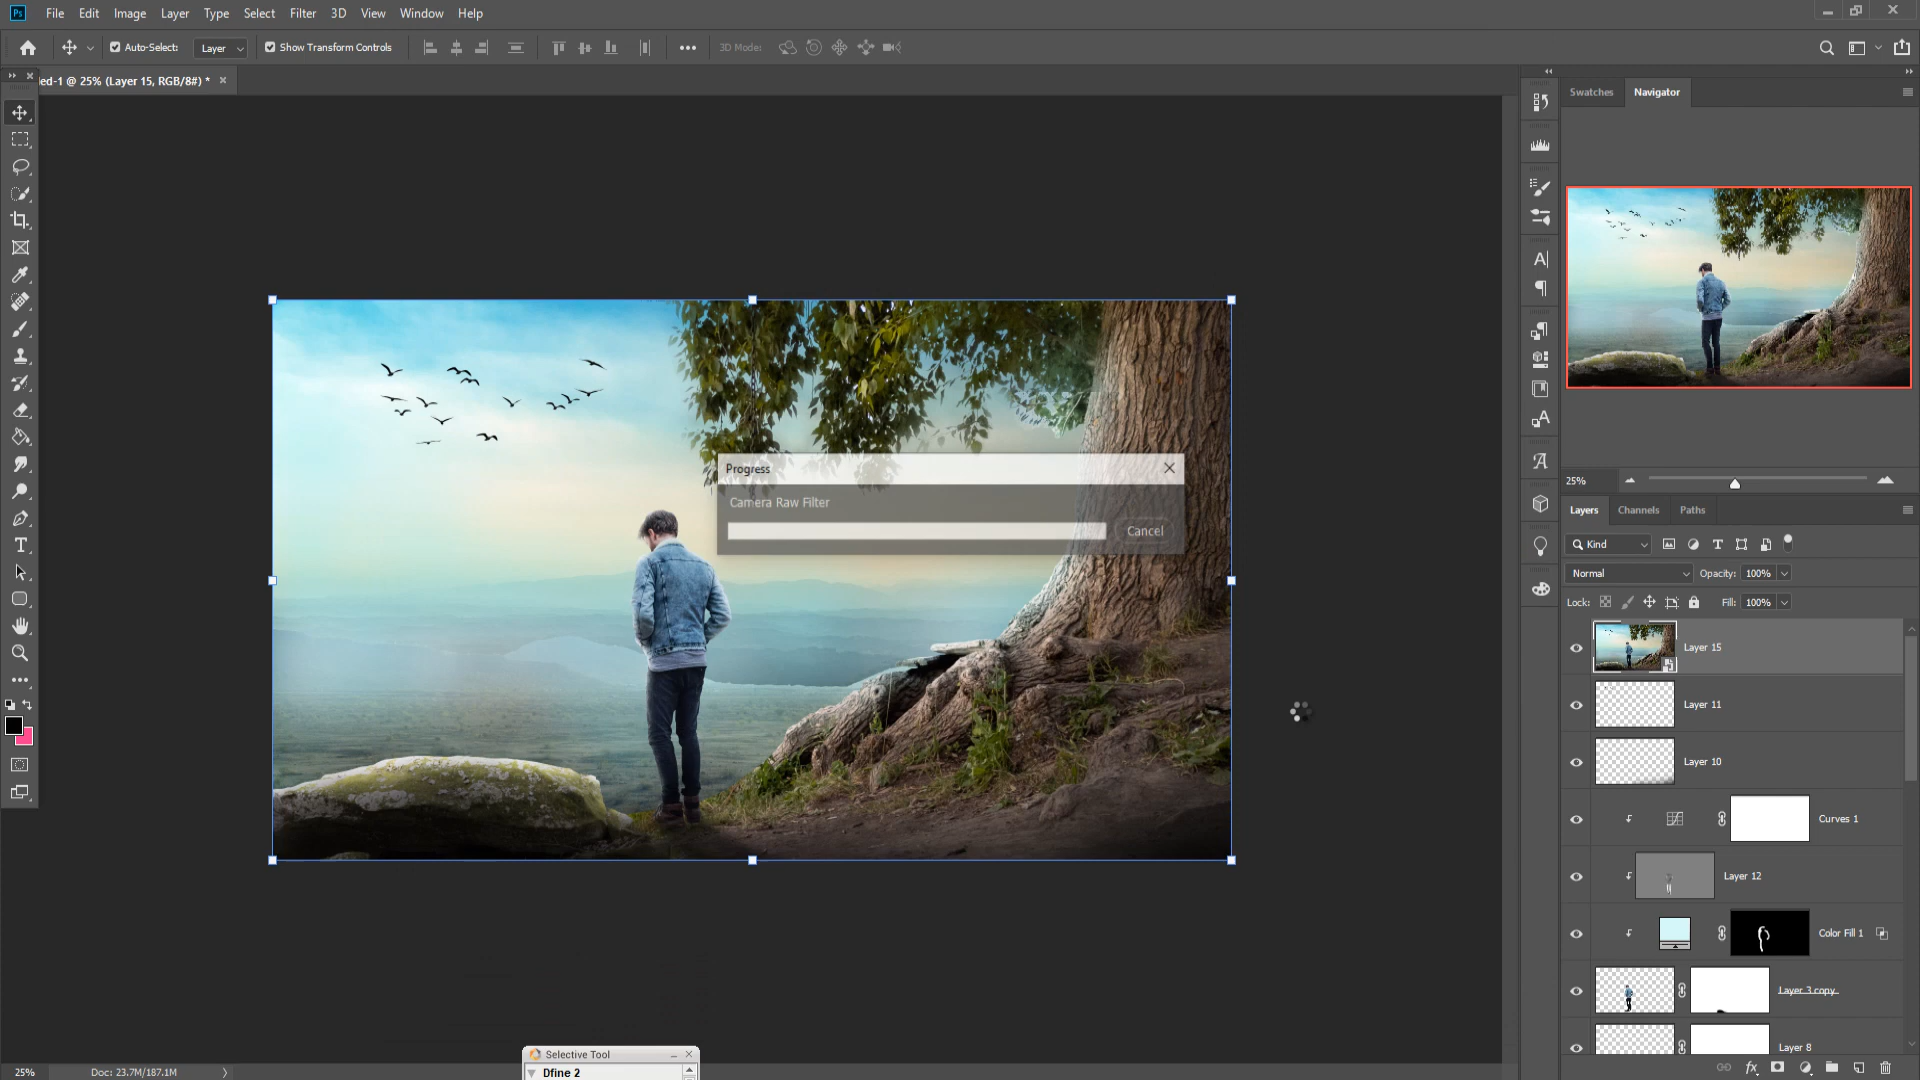 Ps File Edit Image Layer Type Select Filter 3D View Window Help
Auto-Select: Layer Show Transform Controls 3D Mode:
ed-1 @ 25% (Layer 15, RGB/8#) *
Swatches Navigator
Progress
Camera Raw Filter
Cancel
25%
Layers Channels Paths
Kind
Normal Opacity: 100%
Lock: Fill: 100%
Layer 15
Layer 11
Layer 10
Curves 1
Layer 12
Color Fill 1
Layer 3 copy
Layer 8
Selective Tool
Dfine 2
25% Doc: 23.7M/187.1M